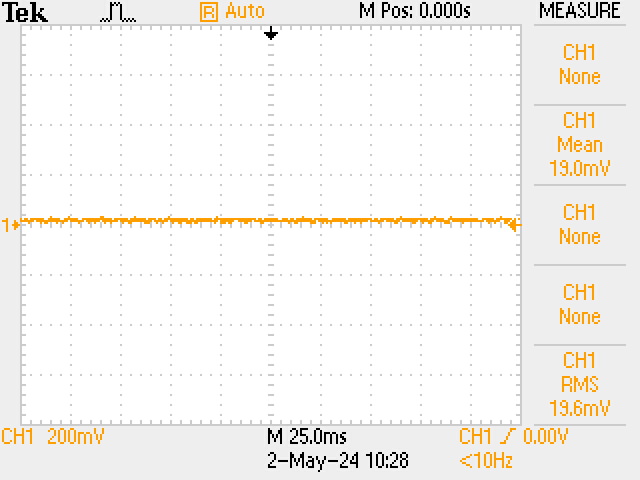 Tek R Auto M Pos: 0.000s MEASURE
CH1
None
CH1
Mean
19.0mV
CH1
None
1
CH1
None
CH1
RMS
19.6mV
CH1 200mV M 25.0ms CH1 0.00V
2-May-24 10:28 <10Hz